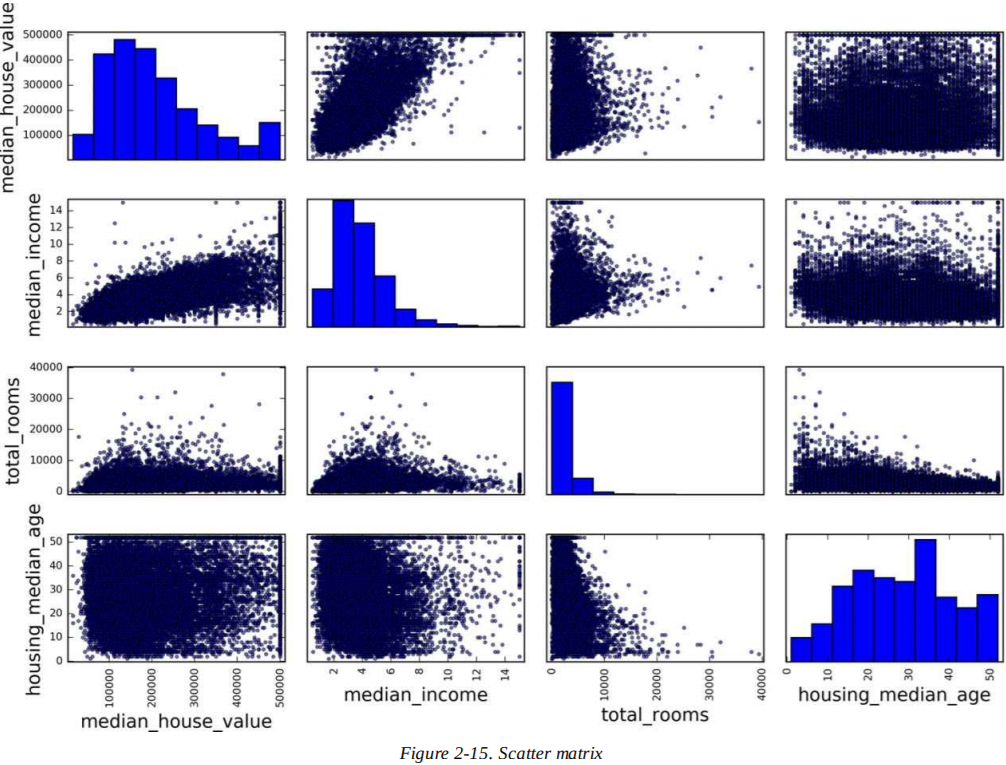 median_house_value
500000
400000
300000
200000
100000
median_income
14
12
10
8
6
4
2
total_rooms
40000
30000
20000
10000
0
housing_median_age
50
40
30
20
10
0
100000 200000 300000 400000 500000
median_house_value
2 4 6 8 10 12 14
median_income
0 10000 20000 30000 40000
total_rooms
0 10 20 30 40 50
housing_median_age
Figure 2-15. Scatter matrix